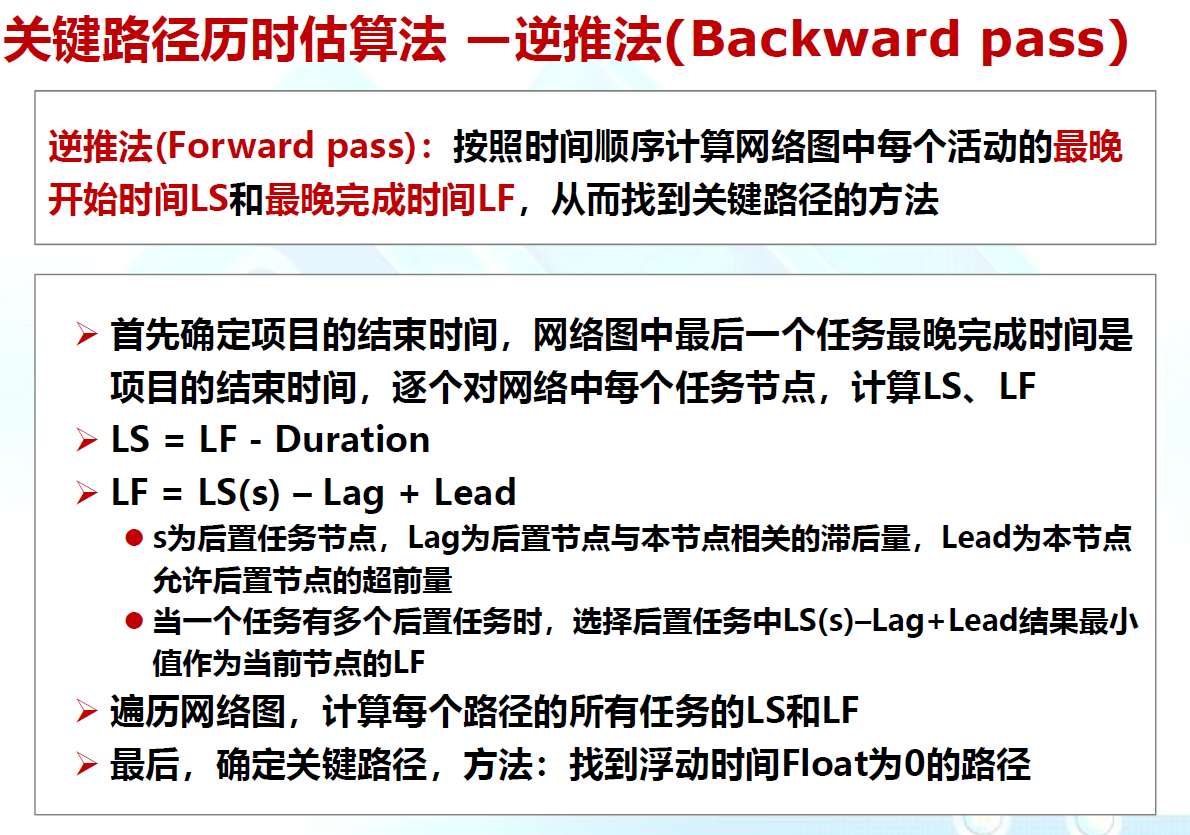 关键路径历时估算法 －逆推法(Backward pass)
逆推法(Forward pass)：按照时间顺序计算网络图中每个活动的最晚
开始时间LS和最晚完成时间LF，从而找到关键路径的方法
➢ 首先确定项目的结束时间，网络图中最后一个任务最晚完成时间是
项目的结束时间，逐个对网络中每个任务节点，计算LS、LF
➢ LS = LF - Duration
➢ LF = LS(s) – Lag + Lead
● s为后置任务节点，Lag为后置节点与本节点相关的滞后量，Lead为本节点
允许后置节点的超前量
● 当一个任务有多个后置任务时，选择后置任务中LS(s)–Lag+Lead结果最小
值作为当前节点的LF
➢ 遍历网络图，计算每个路径的所有任务的LS和LF
➢ 最后，确定关键路径，方法：找到浮动时间Float为0的路径